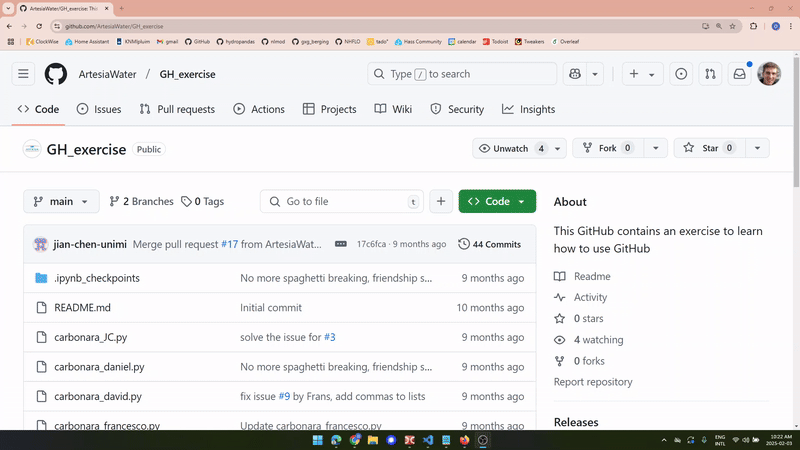 ArtesiaWater/GH_exercise: This
github.com/ArtesiaWater/GH_exercise
ClockWise Home Assistant KNMIpluim gmail GitHub hydropandas nlmod gxg_berging NHFLO tado° Hass Community calendar Todoist Tweakers Overleaf
ArtesiaWater / GH_exercise
Type / to search
Code Issues Pull requests Actions Projects Wiki Security Insights
GH_exercise Public
Unwatch 4 Fork 0 Star 0
main 2 Branches 0 Tags Go to file t Code
About
This GitHub contains an exercise to learn
how to use GitHub
Readme
Activity
0 stars
4 watching
0 forks
Report repository
Releases
jian-chen-unimi Merge pull request #17 from ArtesiaWat... 17c6fca · 9 months ago 44 Commits
.ipynb_checkpoints No more spaghetti breaking, friendship s... 9 months ago
README.md Initial commit 10 months ago
carbonara_JC.py solve the issue for #3 9 months ago
carbonara_daniel.py No more spaghetti breaking, friendship s... 9 months ago
carbonara_david.py fix issue #9 by Frans, add commas to lists 9 months ago
carbonara_francesco.py Update carbonara_francesco.py 9 months ago
ENG
INTL
10:22 AM
2025-02-03